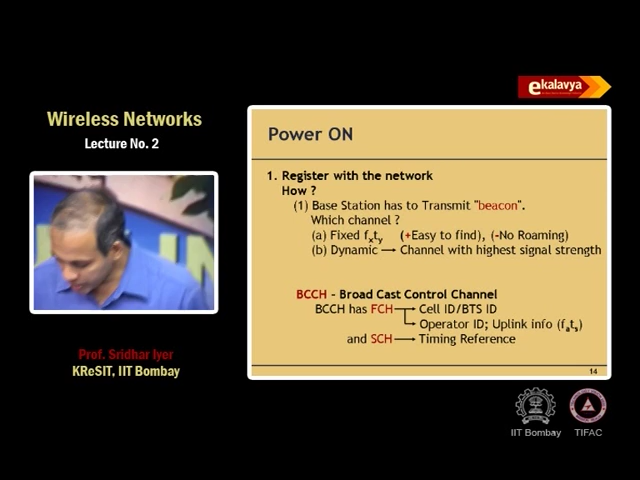 ekalavya
Wireless Networks
Lecture No. 2
Power ON
1. Register with the network
How ?
(1) Base Station has to Transmit "beacon".
Which channel ?
(a) Fixed fxty (+Easy to find), (-No Roaming)
(b) Dynamic → Channel with highest signal strength
BCCH - Broad Cast Control Channel
BCCH has FCH → Cell ID/BTS ID
→ Operator ID; Uplink info (fats)
and SCH → Timing Reference
14
Prof. Sridhar Iyer
KReSIT, IIT Bombay
IIT Bombay TIFAC